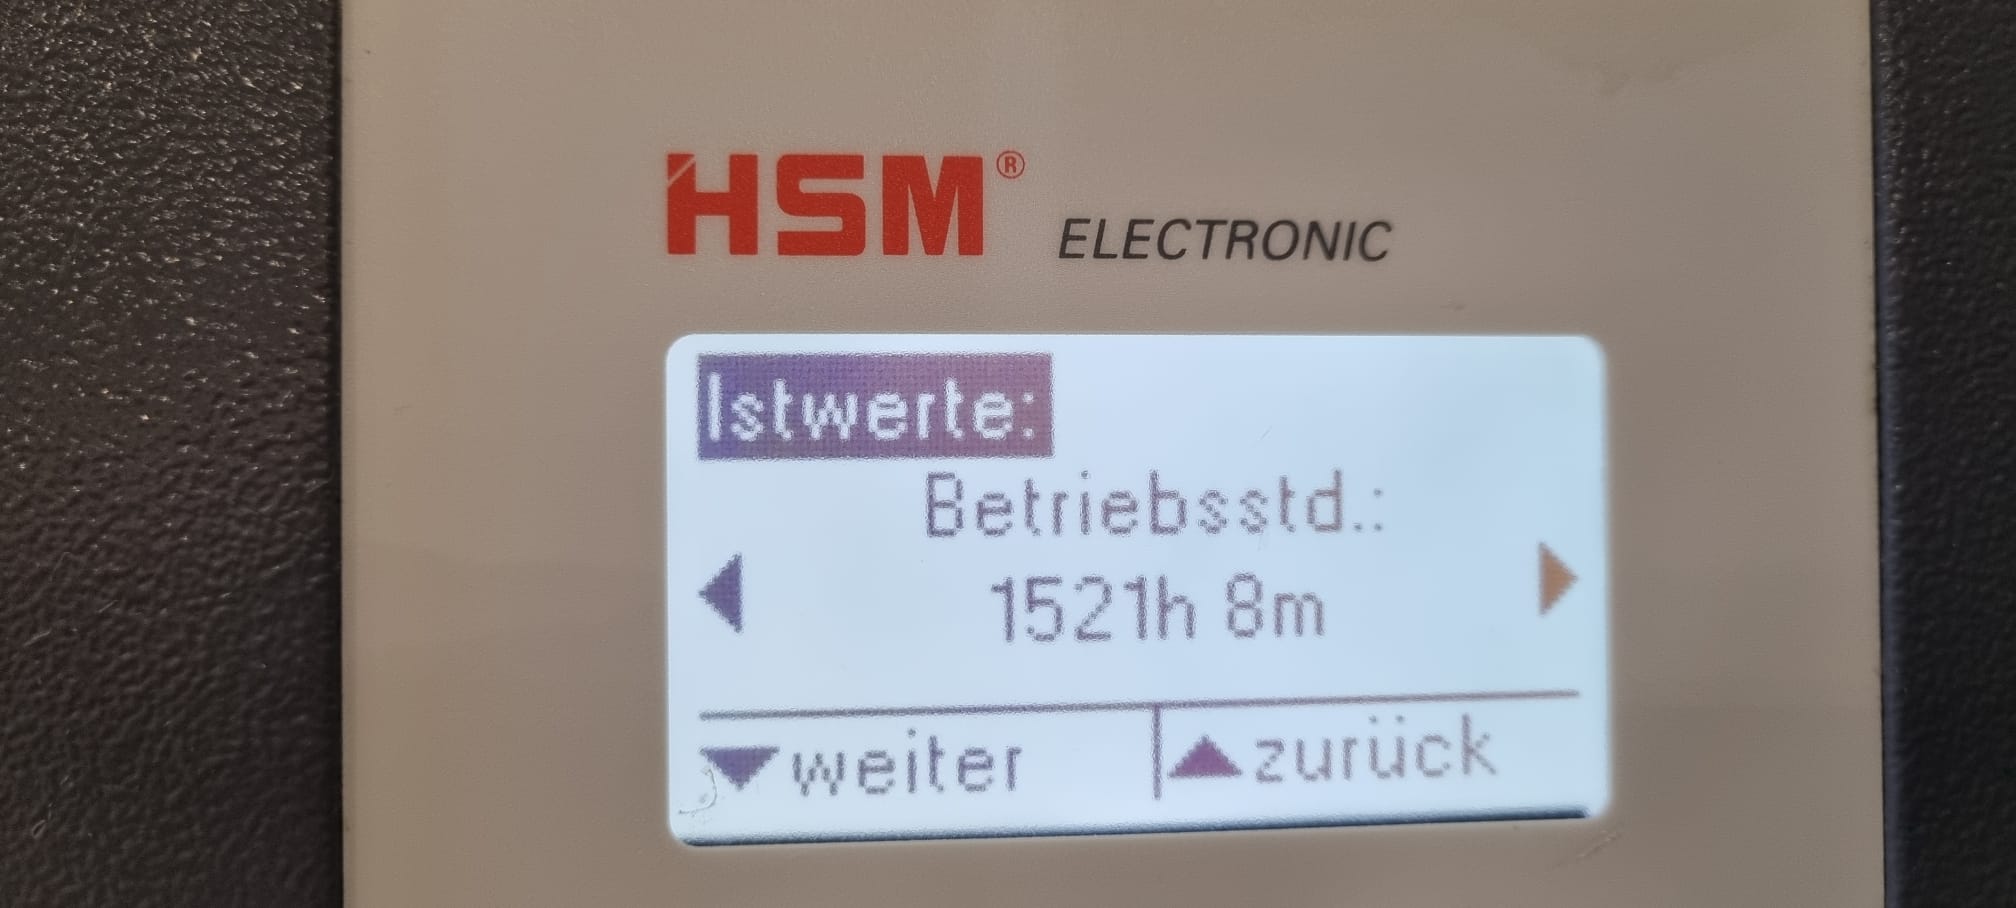 HSM® ELECTRONIC
Istwerte:
Betriebsstd.:
1521h 8m
weiter zurück